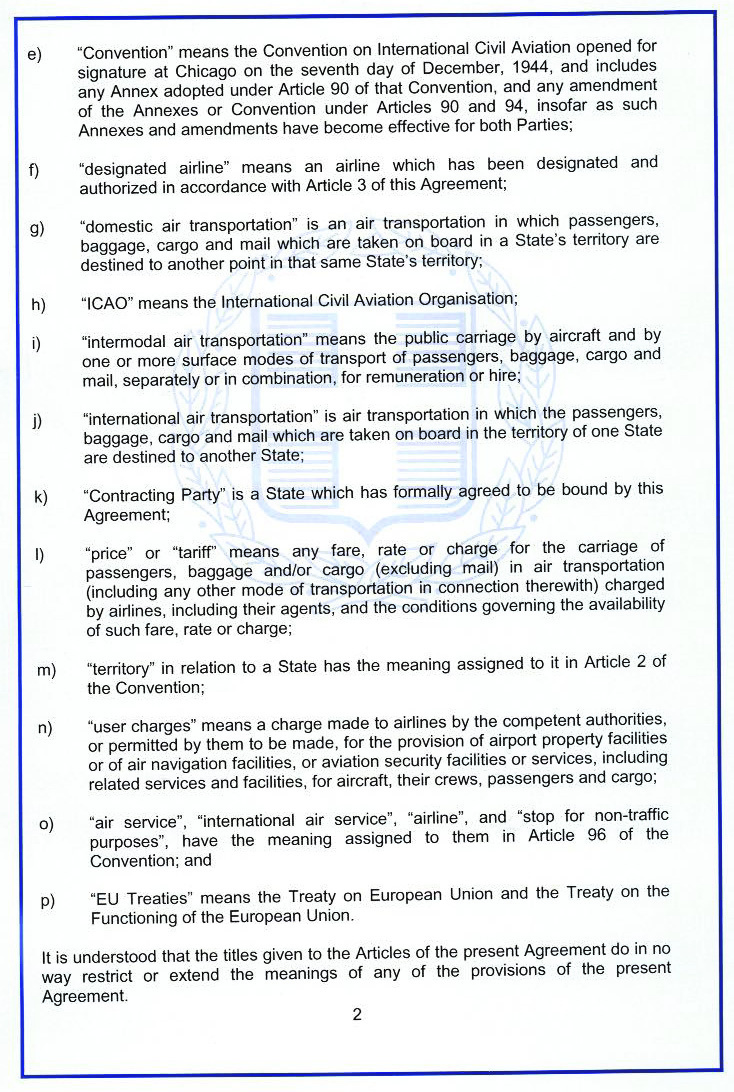 e) “Convention” means the Convention on International Civil Aviation opened for
signature at Chicago on the seventh day of December, 1944, and includes
any Annex adopted under Article 90 of that Convention, and any amendment
of the Annexes or Convention under Articles 90 and 94, insofar as such
Annexes and amendments have become effective for both Parties;
f) “designated airline” means an airline which has been designated and
authorized in accordance with Article 3 of this Agreement;
g) “domestic air transportation” is an air transportation in which passengers,
baggage, cargo and mail which are taken on board in a State’s territory are
destined to another point in that same State’s territory;
h) “ICAO” means the International Civil Aviation Organisation;
i) “intermodal air transportation” means the public carriage by aircraft and by
one or more surface modes of transport of passengers, baggage, cargo and
mail, separately or in combination, for remuneration or hire;
j) “international air transportation” is air transportation in which the passengers,
baggage, cargo and mail which are taken on board in the territory of one State
are destined to another State;
k) “Contracting Party” is a State which has formally agreed to be bound by this
Agreement;
l) “price” or “tariff” means any fare, rate or charge for the carriage of
passengers, baggage and/or cargo (excluding mail) in air transportation
(including any other mode of transportation in connection therewith) charged
by airlines, including their agents, and the conditions governing the availability
of such fare, rate or charge;
m) “territory” in relation to a State has the meaning assigned to it in Article 2 of
the Convention;
n) “user charges” means a charge made to airlines by the competent authorities,
or permitted by them to be made, for the provision of airport property facilities
or of air navigation facilities, or aviation security facilities or services, including
related services and facilities, for aircraft, their crews, passengers and cargo;
o) “air service”, “international air service”, “airline”, and “stop for non-traffic
purposes”, have the meaning assigned to them in Article 96 of the
Convention; and
p) “EU Treaties” means the Treaty on European Union and the Treaty on the
Functioning of the European Union.
It is understood that the titles given to the Articles of the present Agreement do in no
way restrict or extend the meanings of any of the provisions of the present
Agreement.
2